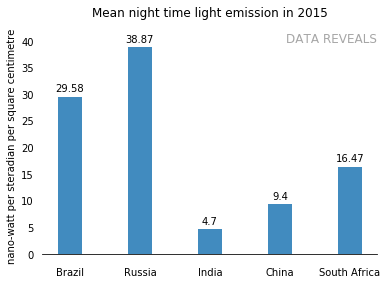 Mean night time light emission in 2015
DATA REVEALS
nano-watt per steradian per square centimetre
40
35
30
25
20
15
10
5
0
29.58
38.87
4.7
9.4
16.47
Brazil
Russia
India
China
South Africa